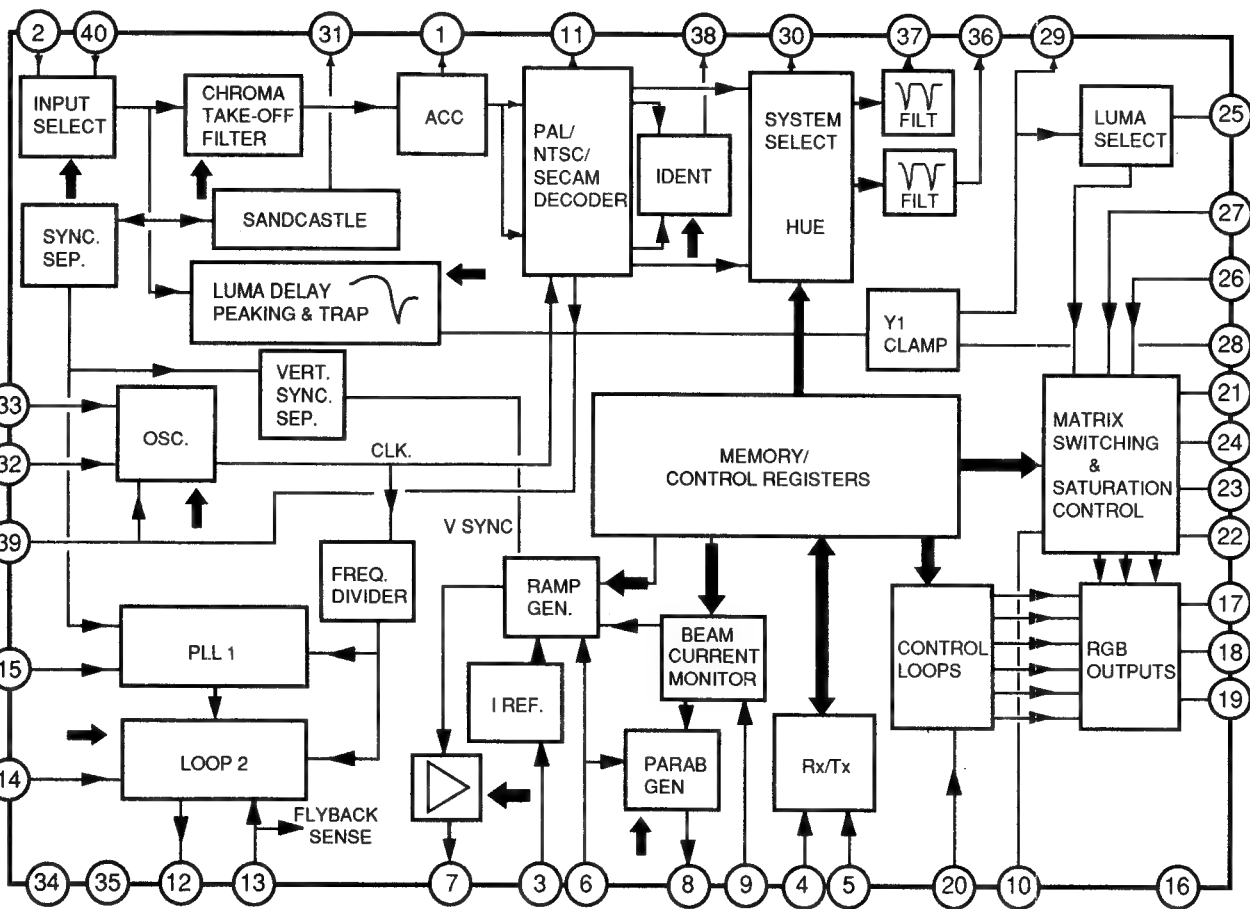 2
40
31
1
11
38
30
37
36
29
INPUT
SELECT
CHROMA
TAKE-OFF
FILTER
ACC
PAL/
NTSC/
SECAM
DECODER
IDENT
SYSTEM
SELECT
HUE
FILT
FILT
LUMA
SELECT
25
SYNC.
SEP.
SANDCASTLE
27
LUMA DELAY
PEAKING & TRAP
26
Y1
CLAMP
28
VERT.
SYNC.
SEP.
33
OSC.
32
CLK.
39
V SYNC
MEMORY/
CONTROL REGISTERS
MATRIX
SWITCHING
&
SATURATION
CONTROL
21
24
23
22
FREQ.
DIVIDER
RAMP
GEN.
BEAM
CURRENT
MONITOR
CONTROL
LOOPS
RGB
OUTPUTS
17
18
19
PLL 1
15
I REF.
LOOP 2
14
PARAB
GEN
Rx/Tx
FLYBACK
SENSE
34
35
12
13
7
3
6
8
9
4
5
20
10
16